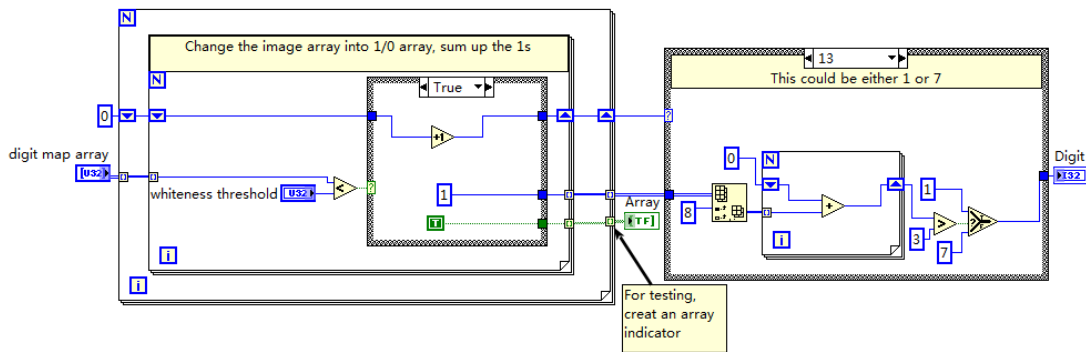 N
Change the image array into 1/0 array, sum up the 1s
N
True
13
This could be either 1 or 7
0
+1
?
?
digit map array
[U32]
whiteness threshold
U32
<
?
1
T
Array
TF]
8
0
N
+
i
1
>
3
?
7
Digit
I32
i
i
For testing,
creat an array
indicator